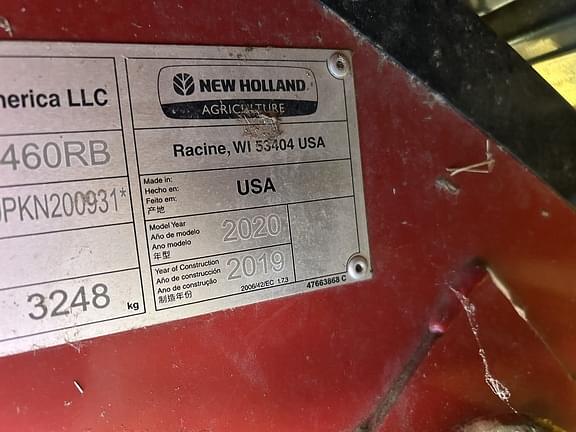 merica LLC
460RB
PKN200931*
3248 kg
NEW HOLLAND
AGRICULTURE
Racine, WI 53404 USA
Made in:
Hecho en:
Feito em:
产地
USA
Model Year
Año de modelo
Ano modelo
年型
2020
Year of Construction
Año de construcción
Ano de construção
制造年份
2019
2006/42/EC 1.7.3
47663868 C